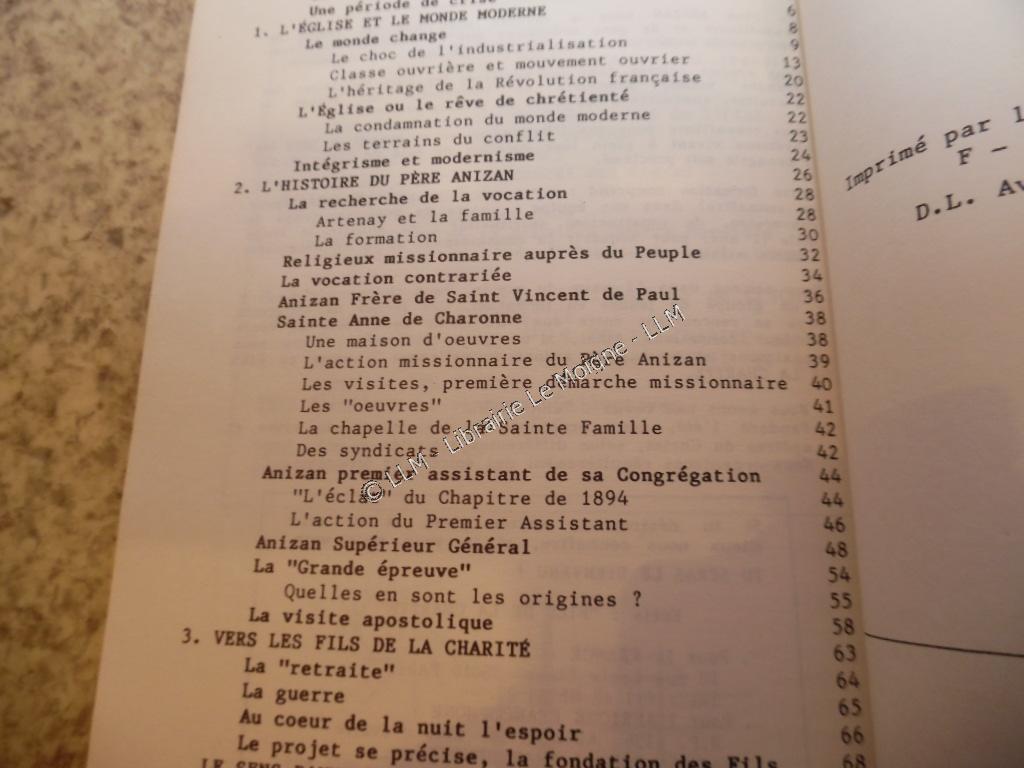 Une période de crise
1. L'ÉGLISE ET LE MONDE MODERNE 6
Le monde change 8
Le choc de l'industrialisation 9
Classe ouvrière et mouvement ouvrier 13
L'héritage de la Révolution française 20
L'Église ou le rêve de chrétienté 22
La condamnation du monde moderne 22
Les terrains du conflit 23
Intégrisme et modernisme 24
2. L'HISTOIRE DU PÈRE ANIZAN 26
La recherche de la vocation 28
Artenay et la famille 28
La formation 30
Religieux missionnaire auprès du Peuple 32
La vocation contrariée 34
Anizan Frère de Saint Vincent de Paul 36
Sainte Anne de Charonne 38
Une maison d'oeuvres 38
L'action missionnaire du Père Anizan 39
Les visites, première démarche missionnaire 40
Les "oeuvres" 41
La chapelle de la Sainte Famille 42
Des syndicats 42
Anizan premier assistant de sa Congrégation 44
"L'éclat" du Chapitre de 1894 44
L'action du Premier Assistant 46
Anizan Supérieur Général 48
La "Grande épreuve" 54
Quelles en sont les origines ? 55
La visite apostolique 58
3. VERS LES FILS DE LA CHARITÉ 63
La "retraite" 64
La guerre 65
Au coeur de la nuit l'espoir 66
Le projet se précise, la fondation des Fils 68
Imprimé par
F -
D.L.
© LLM - Librairie Le Moine - LLM